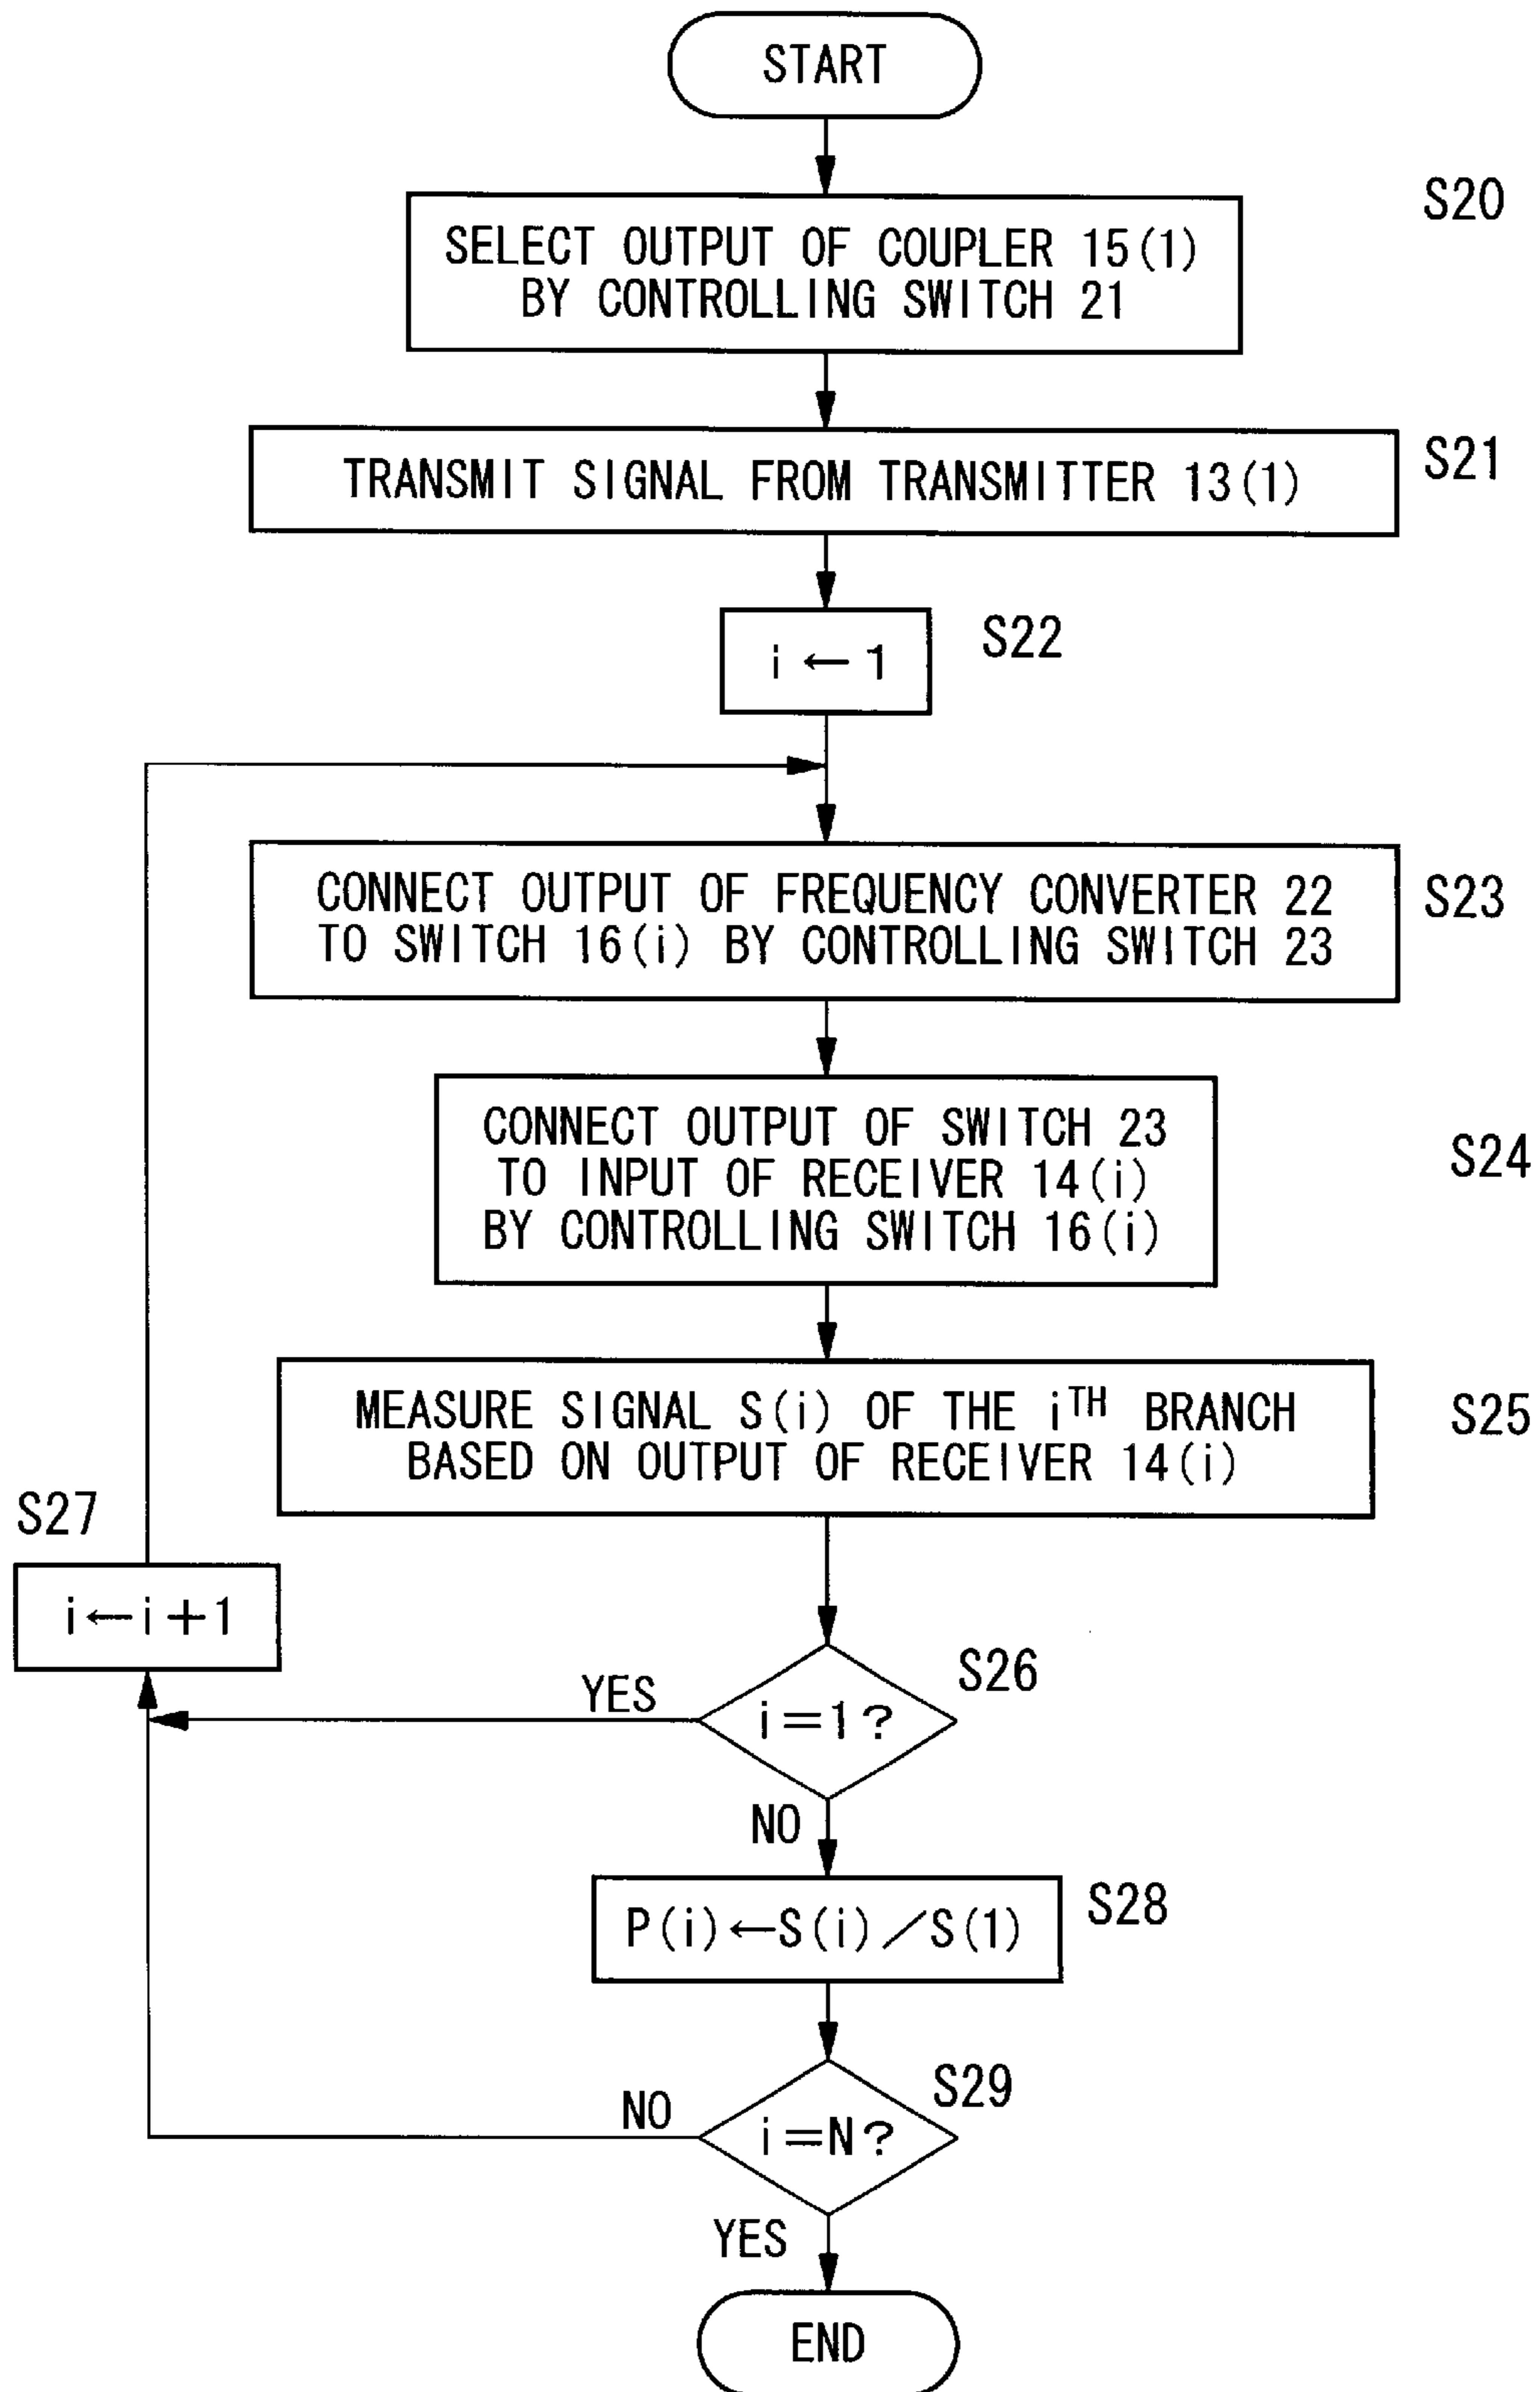 START
S20
SELECT OUTPUT OF COUPLER 15(1)
BY CONTROLLING SWITCH 21
S21
TRANSMIT SIGNAL FROM TRANSMITTER 13(1)
S22
i ← 1
S23
CONNECT OUTPUT OF FREQUENCY CONVERTER 22
TO SWITCH 16(i) BY CONTROLLING SWITCH 23
S24
CONNECT OUTPUT OF SWITCH 23
TO INPUT OF RECEIVER 14(i)
BY CONTROLLING SWITCH 16(i)
S25
MEASURE SIGNAL S(i) OF THE iTH BRANCH
BASED ON OUTPUT OF RECEIVER 14(i)
S27
i←i+1
S26
YES
i=1?
NO
S28
P(i)←S(i)/S(1)
S29
NO
i=N?
YES
END